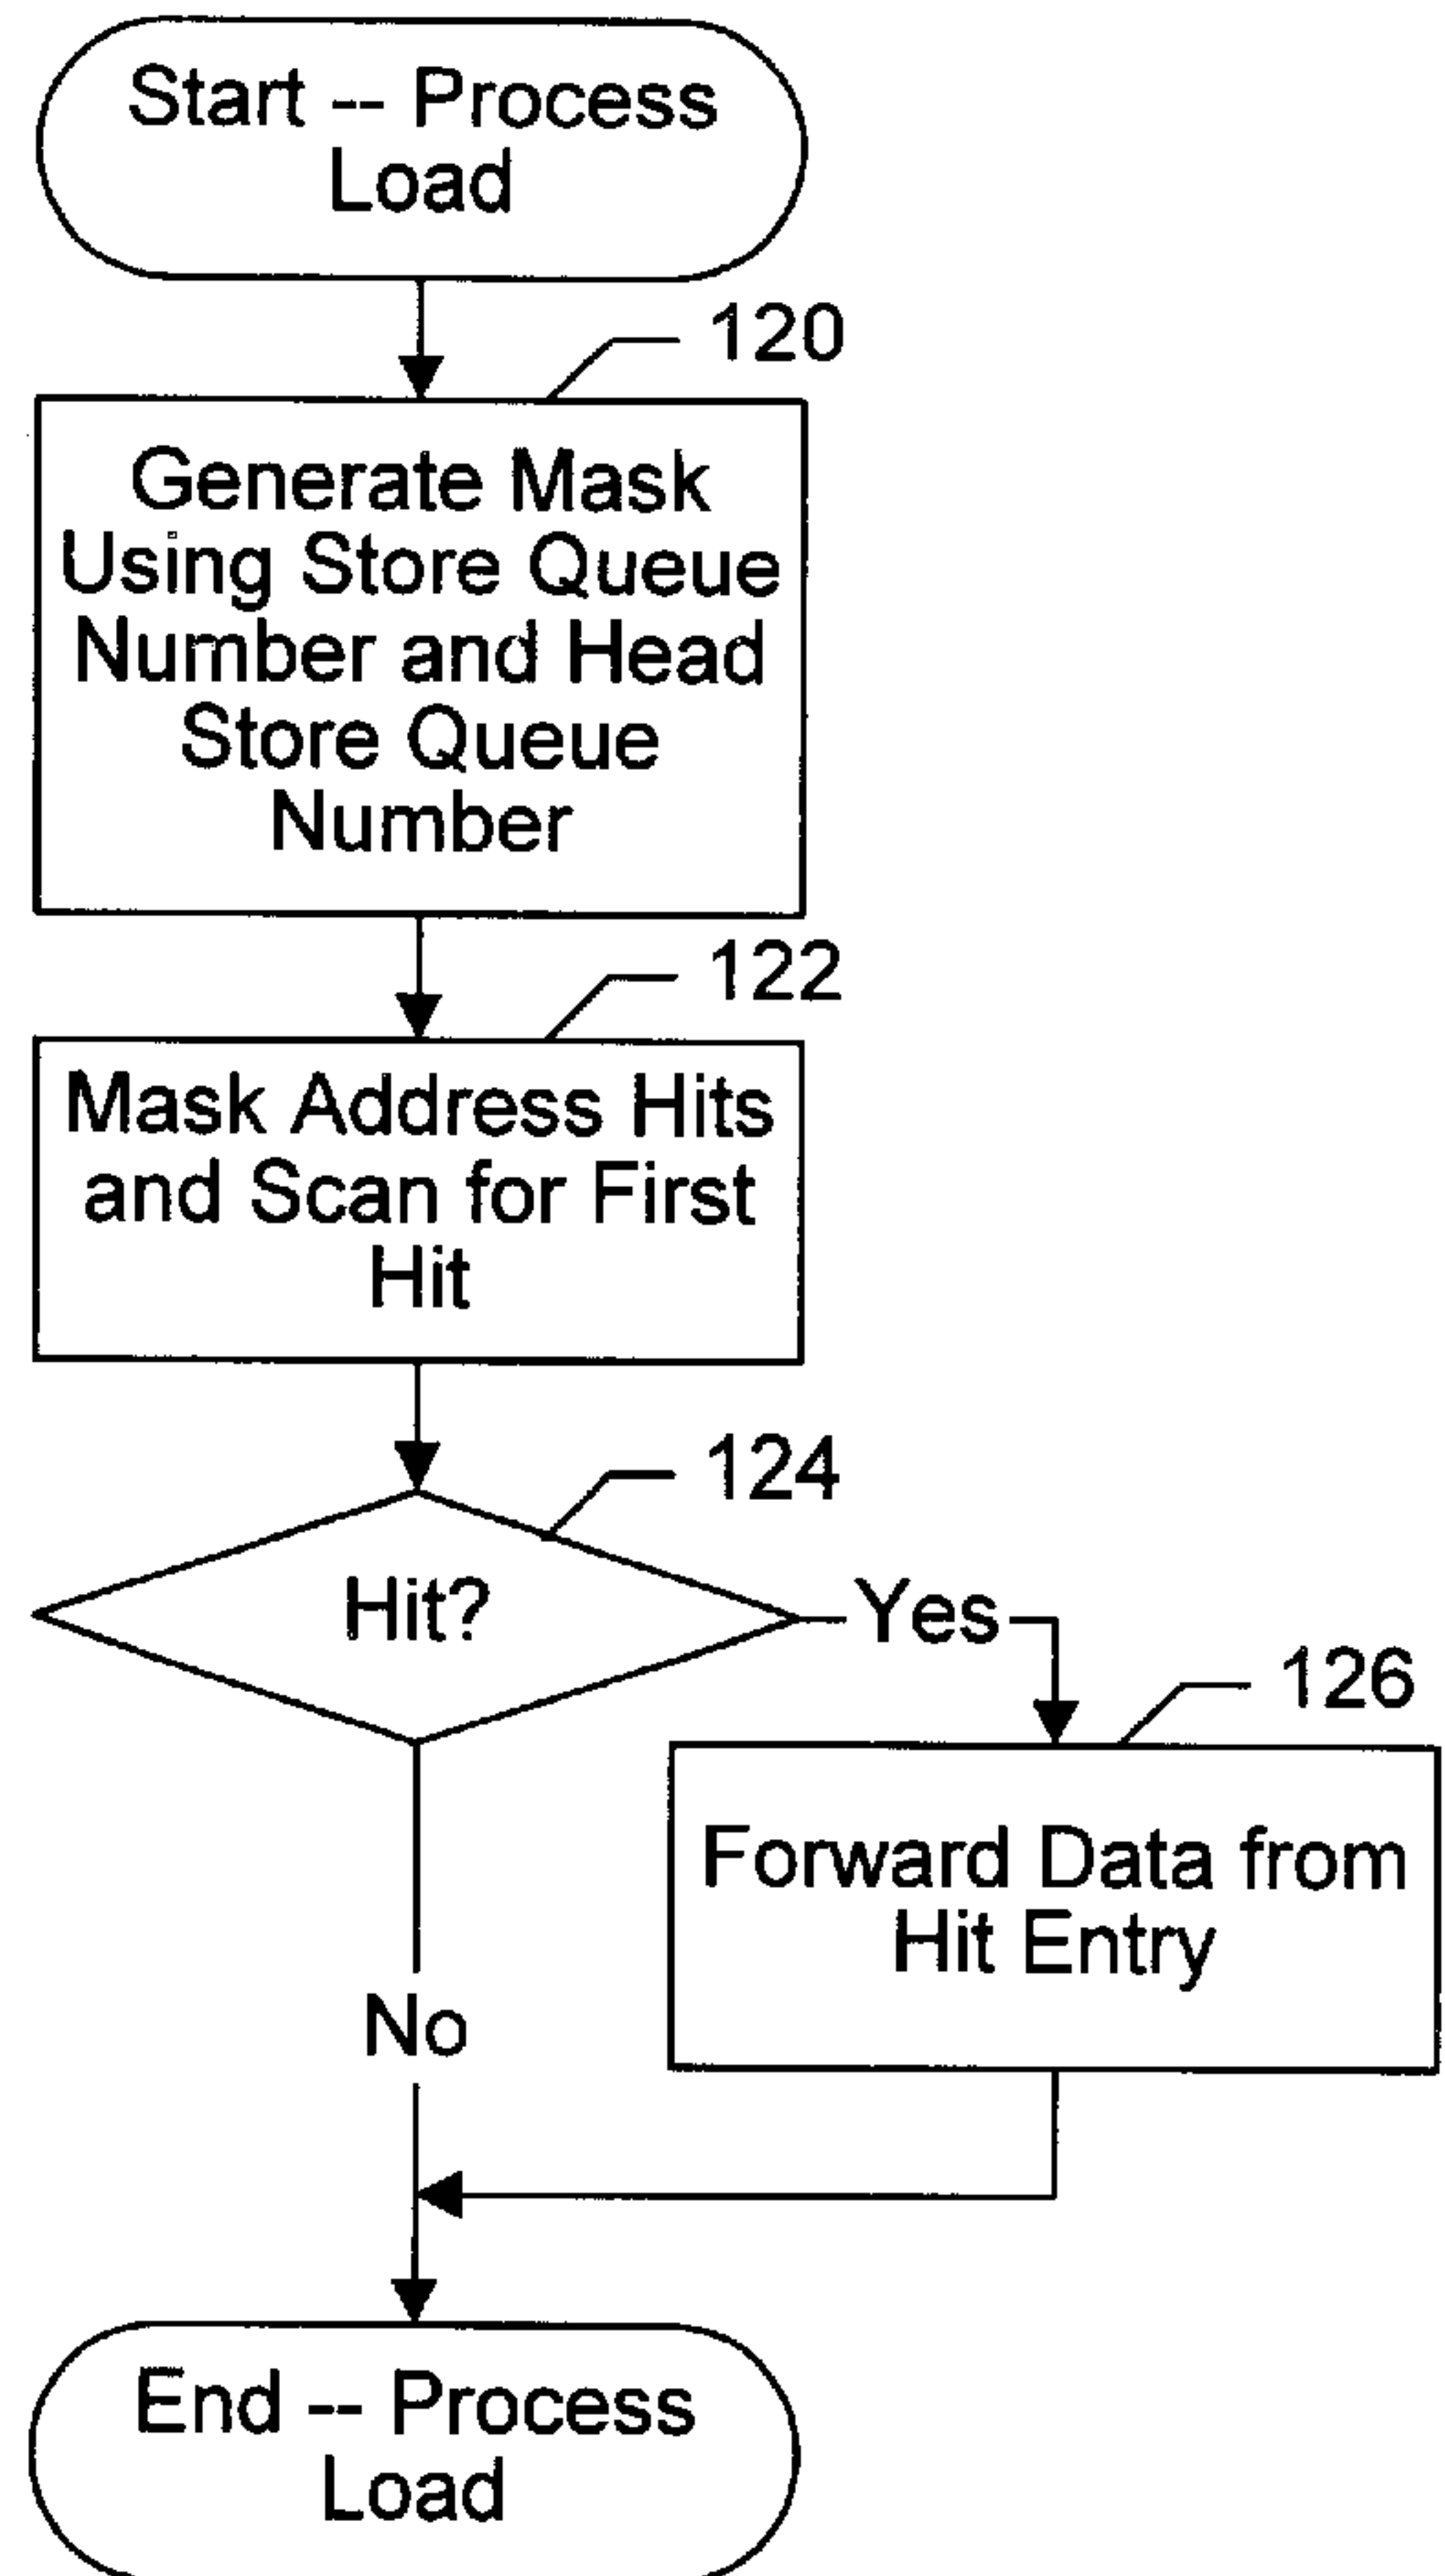 Start -- Process
Load
120
Generate Mask
Using Store Queue
Number and Head
Store Queue
Number
122
Mask Address Hits
and Scan for First
Hit
124
Hit?
Yes
126
Forward Data from
Hit Entry
No
End -- Process
Load